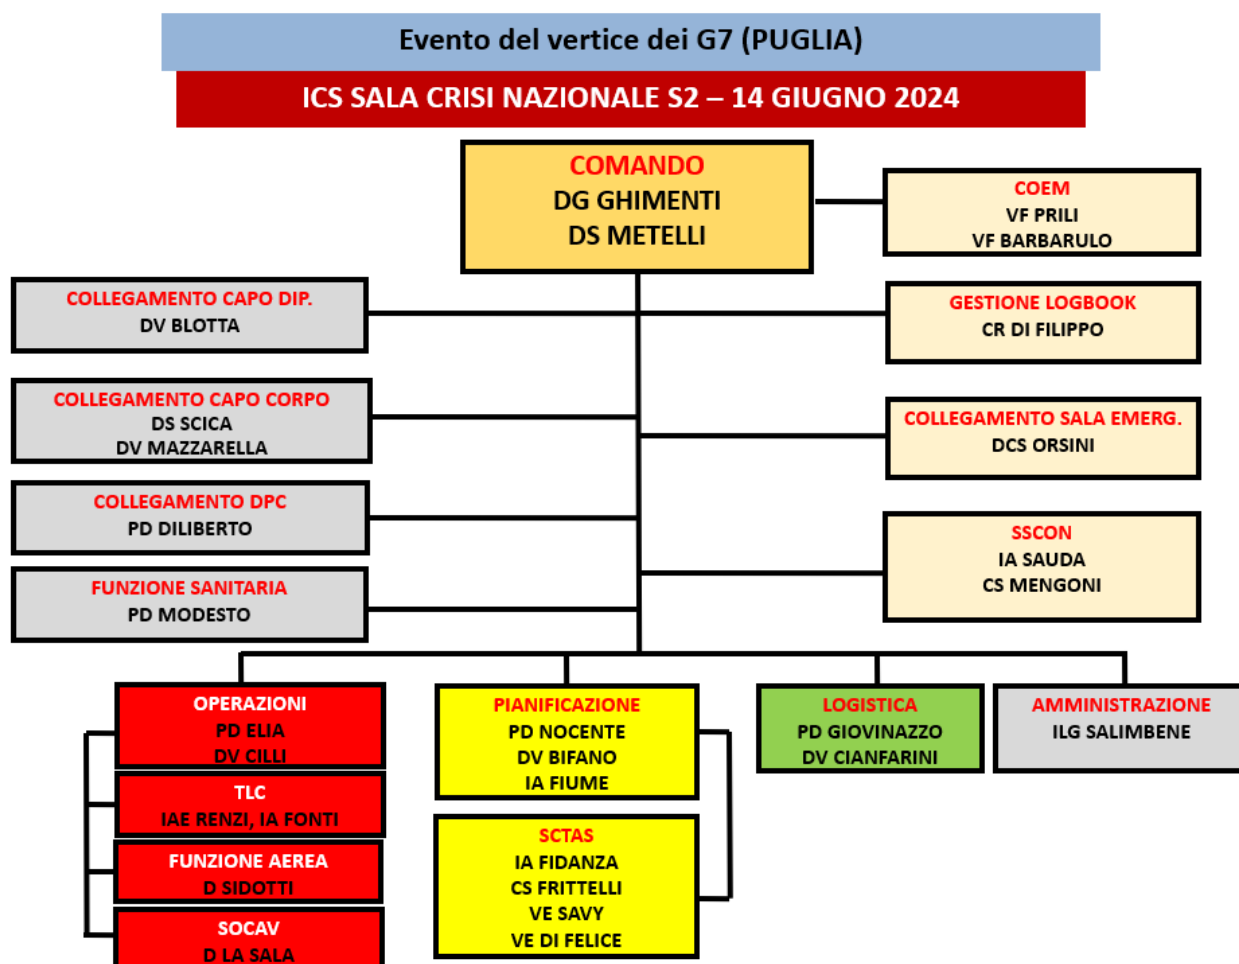 Evento del vertice dei G7 (PUGLIA)
ICS SALA CRISI NAZIONALE S2 – 14 GIUGNO 2024
COMANDO
DG GHIMENTI
DS METELLI
COEM
VF PRILI
VF BARBARULO
COLLEGAMENTO CAPO DIP.
DV BLOTTA
GESTIONE LOGBOOK
CR DI FILIPPO
COLLEGAMENTO CAPO CORPO
DS SCICA
DV MAZZARELLA
COLLEGAMENTO SALA EMERG.
DCS ORSINI
COLLEGAMENTO DPC
PD DILIBERTO
SSCON
IA SAUDA
CS MENGONI
FUNZIONE SANITARIA
PD MODESTO
OPERAZIONI
PD ELIA
DV CILLI
TLC
IAE RENZI, IA FONTI
FUNZIONE AEREA
D SIDOTTI
SOCAV
D LA SALA
PIANIFICAZIONE
PD NOCENTE
DV BIFANO
IA FIUME
SCTAS
IA FIDANZA
CS FRITTELLI
VE SAVY
VE DI FELICE
LOGISTICA
PD GIOVINAZZO
DV CIANFARINI
AMMINISTRAZIONE
ILG SALIMBENE